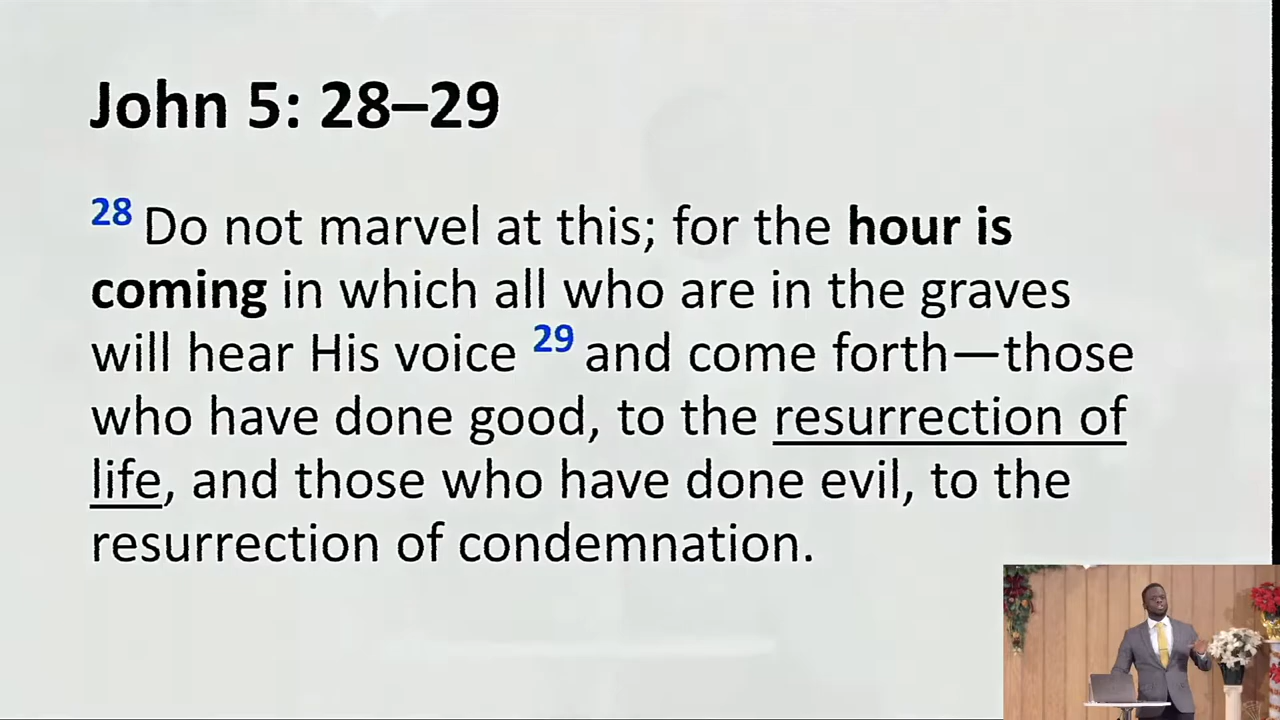 John 5: 28–29
28 Do not marvel at this; for the hour is
coming in which all who are in the graves
will hear His voice 29 and come forth—those
who have done good, to the resurrection of
life, and those who have done evil, to the
resurrection of condemnation.